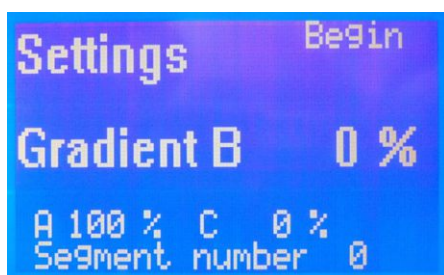 Settings Begin
Gradient B 0 %
A 100 % C 0 %
Segment number 0